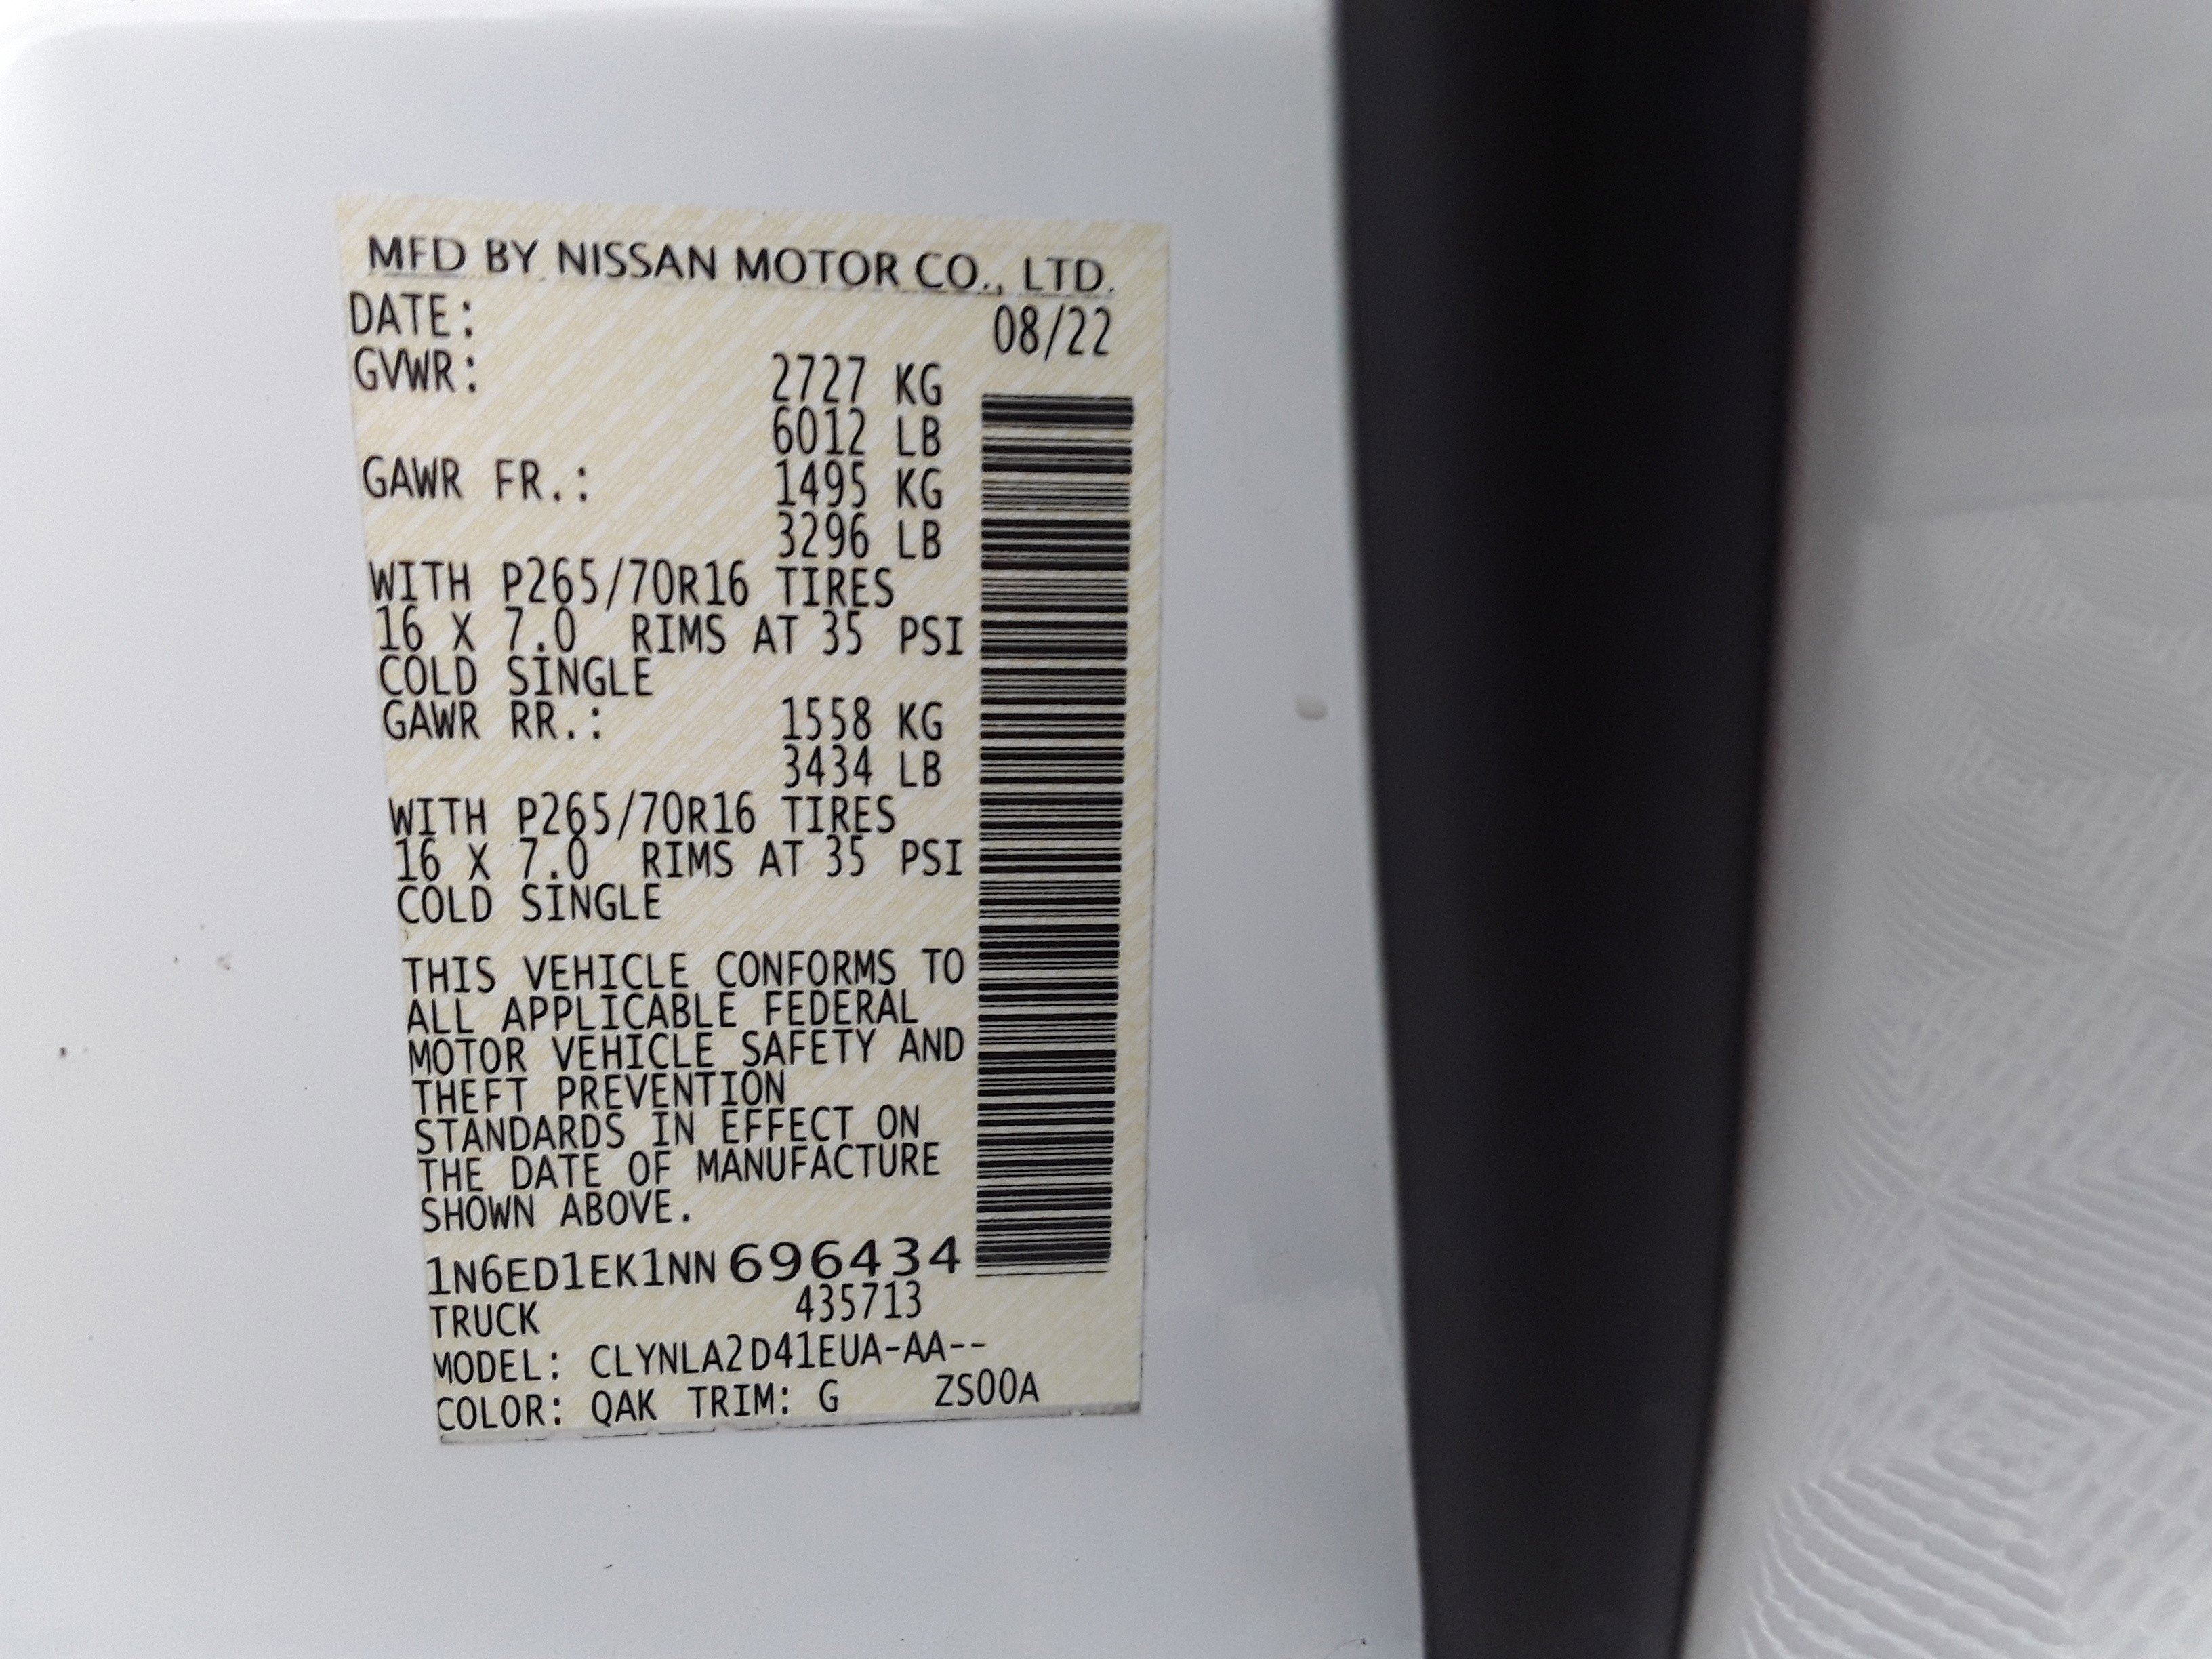 MFD BY NISSAN MOTOR CO., LTD.
DATE: 08/22
GVWR: 2727 KG
6012 LB
GAWR FR.: 1495 KG
3296 LB
WITH P265/70R16 TIRES
16 X 7.0 RIMS AT 35 PSI
COLD SINGLE
GAWR RR.: 1558 KG
3434 LB
WITH P265/70R16 TIRES
16 X 7.0 RIMS AT 35 PSI
COLD SINGLE
THIS VEHICLE CONFORMS TO
ALL APPLICABLE FEDERAL
MOTOR VEHICLE SAFETY AND
THEFT PREVENTION
STANDARDS IN EFFECT ON
THE DATE OF MANUFACTURE
SHOWN ABOVE.
1N6ED1EK1NN696434
TRUCK 435713
MODEL: CLYNLA2D41EUA-AA--
COLOR: QAK TRIM: G ZS00A